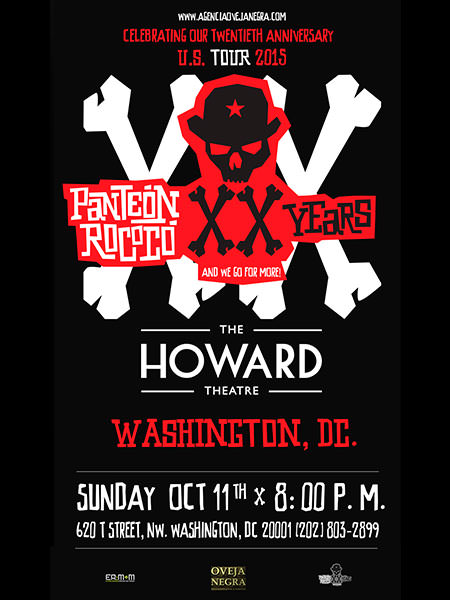 www.AGENCIAOVEJANEGRA.COM
CELEBRATING OUR TWENTIETH ANNIVERSARY
U.S. TOUR 2015
PANTEÓN
ROCOCÓ
XX YEARS
AND WE GO FOR MORE!
THE
HOWARD
THEATRE
WASHINGTON, DC.
SUNDAY OCT 11TH x 8:00 P.M.
620 T STREET, NW. WASHINGTON, DC 20001 (202) 803-2899
OVEJA
NEGRA